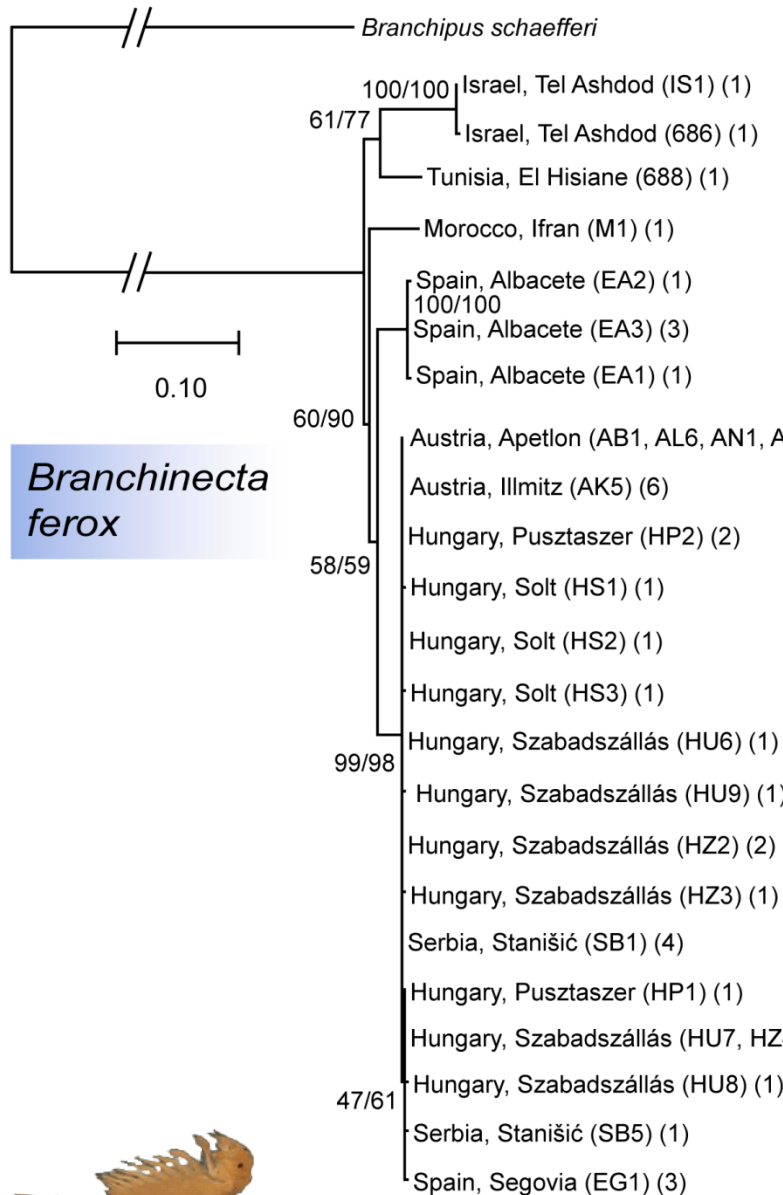 Branchipus schaefferi
100/100
Israel, Tel Ashdod (IS1) (1)
61/77
Israel, Tel Ashdod (686) (1)
Tunisia, El Hisiane (688) (1)
Morocco, Ifran (M1) (1)
Spain, Albacete (EA2) (1)
100/100
Spain, Albacete (EA3) (3)
Spain, Albacete (EA1) (1)
0.10
60/90
Branchinecta
ferox
Austria, Apetlon (AB1, AL6, AN1, A
Austria, Illmitz (AK5) (6)
Hungary, Pusztaszer (HP2) (2)
58/59
Hungary, Solt (HS1) (1)
Hungary, Solt (HS2) (1)
Hungary, Solt (HS3) (1)
Hungary, Szabadszállás (HU6) (1)
99/98
Hungary, Szabadszállás (HU9) (1)
Hungary, Szabadszállás (HZ2) (2)
Hungary, Szabadszállás (HZ3) (1)
Serbia, Stanišić (SB1) (4)
Hungary, Pusztaszer (HP1) (1)
Hungary, Szabadszállás (HU7, HZ
Hungary, Szabadszállás (HU8) (1)
47/61
Serbia, Stanišić (SB5) (1)
Spain, Segovia (EG1) (3)